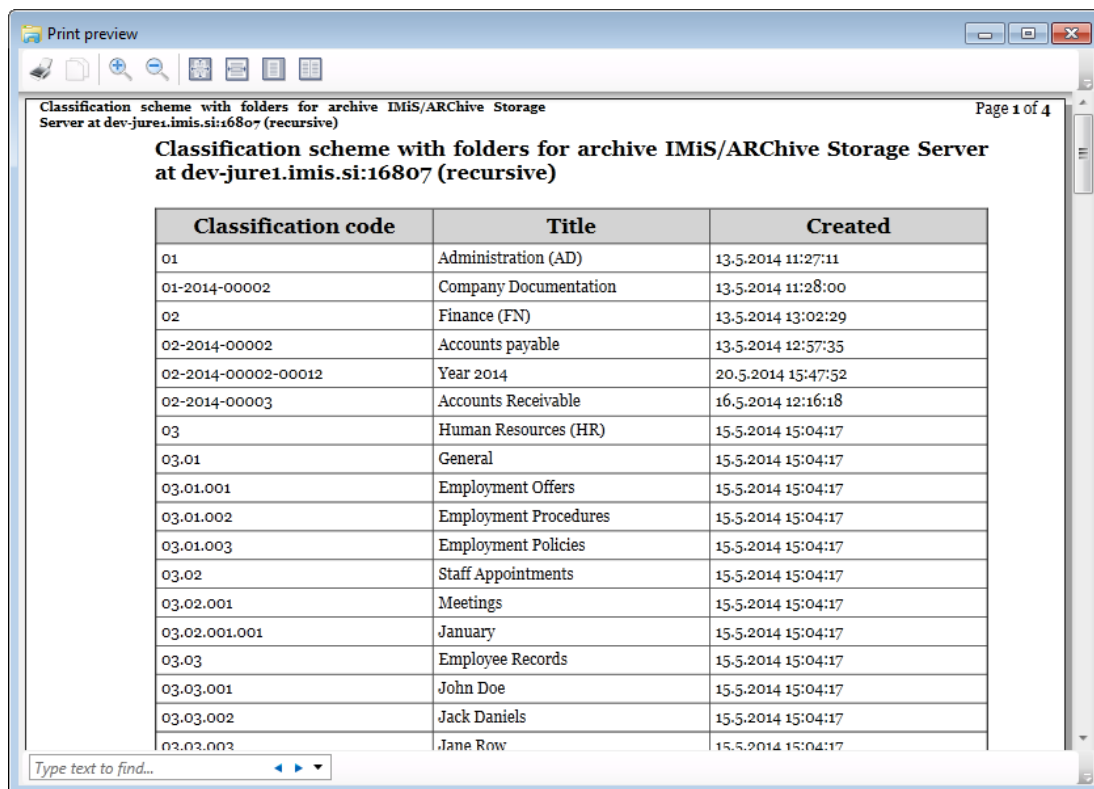 Print preview
Classification scheme with folders for archive IMiS/ARChive Storage
Server at dev-jure1.imis.si:16807 (recursive)
Page 1 of 4
Classification scheme with folders for archive IMiS/ARChive Storage Server
at dev-jure1.imis.si:16807 (recursive)
Classification code Title Created
01 Administration (AD) 13.5.2014 11:27:11
01-2014-00002 Company Documentation 13.5.2014 11:28:00
02 Finance (FN) 13.5.2014 13:02:29
02-2014-00002 Accounts payable 13.5.2014 12:57:35
02-2014-00002-00012 Year 2014 20.5.2014 15:47:52
02-2014-00003 Accounts Receivable 16.5.2014 12:16:18
03 Human Resources (HR) 15.5.2014 15:04:17
03.01 General 15.5.2014 15:04:17
03.01.001 Employment Offers 15.5.2014 15:04:17
03.01.002 Employment Procedures 15.5.2014 15:04:17
03.01.003 Employment Policies 15.5.2014 15:04:17
03.02 Staff Appointments 15.5.2014 15:04:17
03.02.001 Meetings 15.5.2014 15:04:17
03.02.001.001 January 15.5.2014 15:04:17
03.03 Employee Records 15.5.2014 15:04:17
03.03.001 John Doe 15.5.2014 15:04:17
03.03.002 Jack Daniels 15.5.2014 15:04:17
03.03.003 Jane Row 15.5.2014 15:04:17
Type text to find...